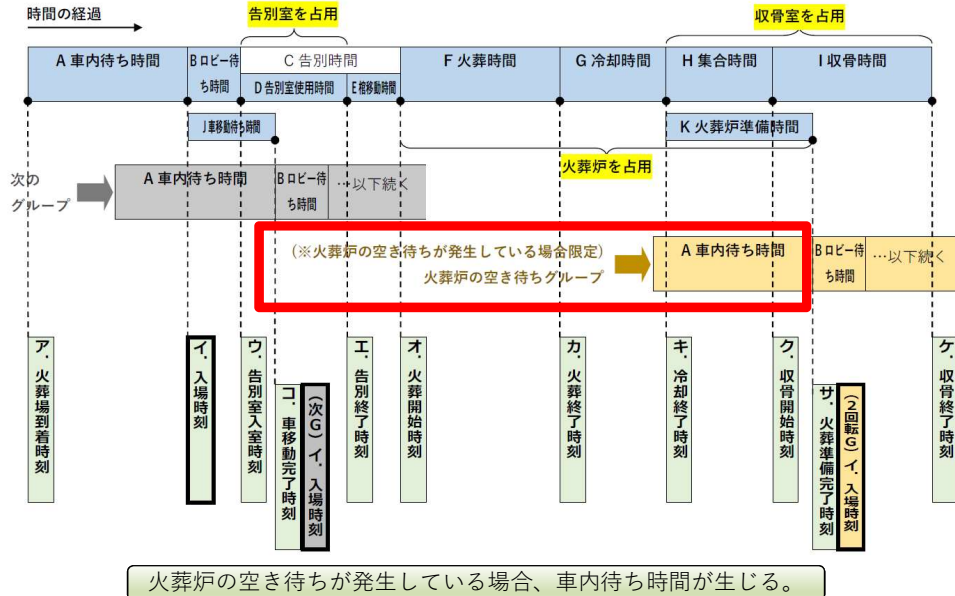 時間の経過
告別室を占用
収骨室を占用
A 車内待ち時間
B ロビー待
ち時間
C 告別時間
D 告別室使用時間
E 棺移動時間
F 火葬時間
G 冷却時間
H 集合時間
I 収骨時間
J 車移動待ち時間
K 火葬炉準備時間
火葬炉を占用
次の
グループ
A 車内待ち時間
B ロビー待
ち時間
…以下続く
(※火葬炉の空き待ちが発生している場合限定)
火葬炉の空き待ちグループ
A 車内待ち時間
B ロビー待
ち時間
…以下続く
ア．火葬場到着時刻
イ．入場時刻
ウ．告別室入室時刻
コ．車移動完了時刻
(次G) イ．入場時刻
エ．告別終了時刻
オ．火葬開始時刻
カ．火葬終了時刻
キ．冷却終了時刻
ク．収骨開始時刻
サ．火葬準備完了時刻
(2回転G) イ．入場時刻
ケ．収骨終了時刻
火葬炉の空き待ちが発生している場合、車内待ち時間が生じる。